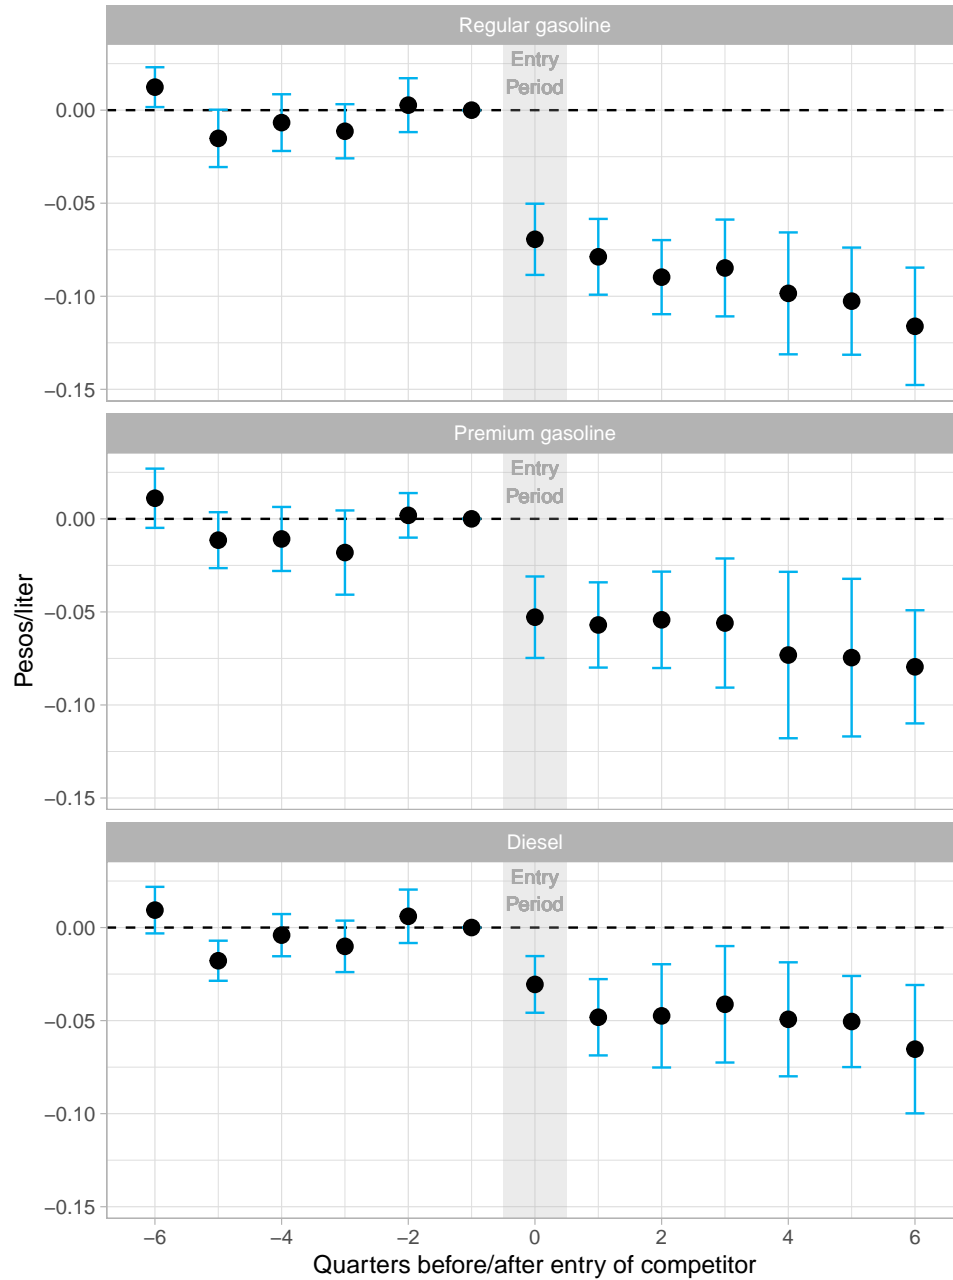 Regular gasoline
Entry
Period
0.00
−0.05
−0.10
−0.15
Premium gasoline
Entry
Period
0.00
−0.05
−0.10
−0.15
Pesos/liter
Diesel
Entry
Period
0.00
−0.05
−0.10
−0.15
−6 −4 −2 0 2 4 6
Quarters before/after entry of competitor